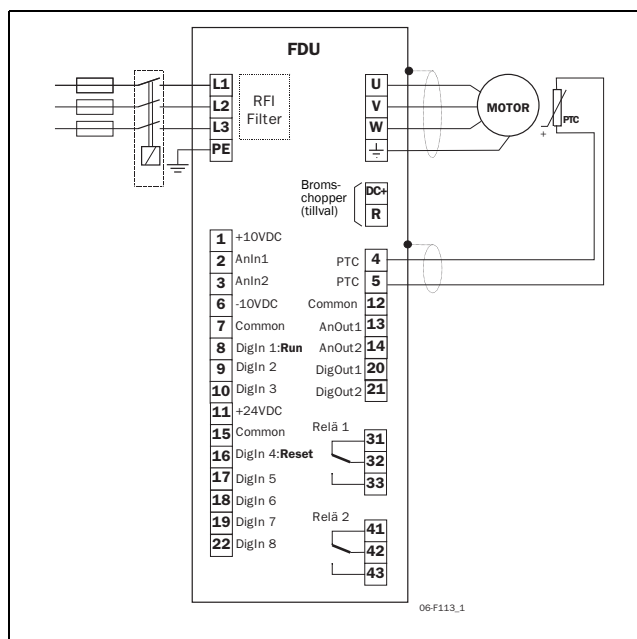 FDU
L1
L2
L3
PE
RFI
Filter
U
V
W
MOTOR
PTC
+
Broms-
chopper
(tillval)
DC+
R
1 +10VDC
2 AnIn1
3 AnIn2
6 -10VDC
7 Common
8 DigIn 1:Run
9 DigIn 2
10 DigIn 3
11 +24VDC
15 Common
16 DigIn 4:Reset
17 DigIn 5
18 DigIn 6
19 DigIn 7
22 DigIn 8
PTC 4
PTC 5
Common 12
AnOut1 13
AnOut2 14
DigOut1 20
DigOut2 21
Relä 1
31
32
33
Relä 2
41
42
43
06-F113_1